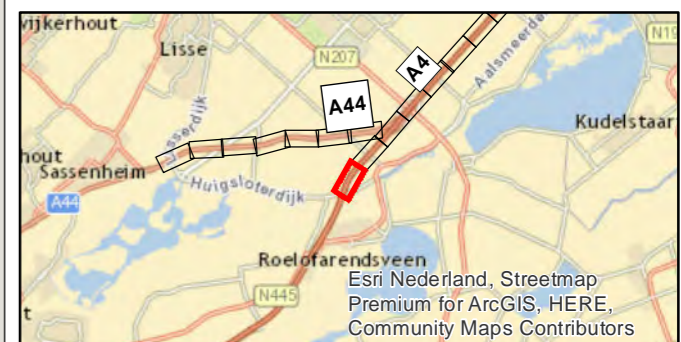 wijkerhout
Lisse
N207
A4
Aalsmeerde
N19
A44
Lisserdijk
Kudelstaar
hout
Sassenheim
A44
Huigsloterdijk
Roelofarendsveen
N445
t
Esri Nederland, Streetmap
Premium for ArcGIS, HERE,
Community Maps Contributors